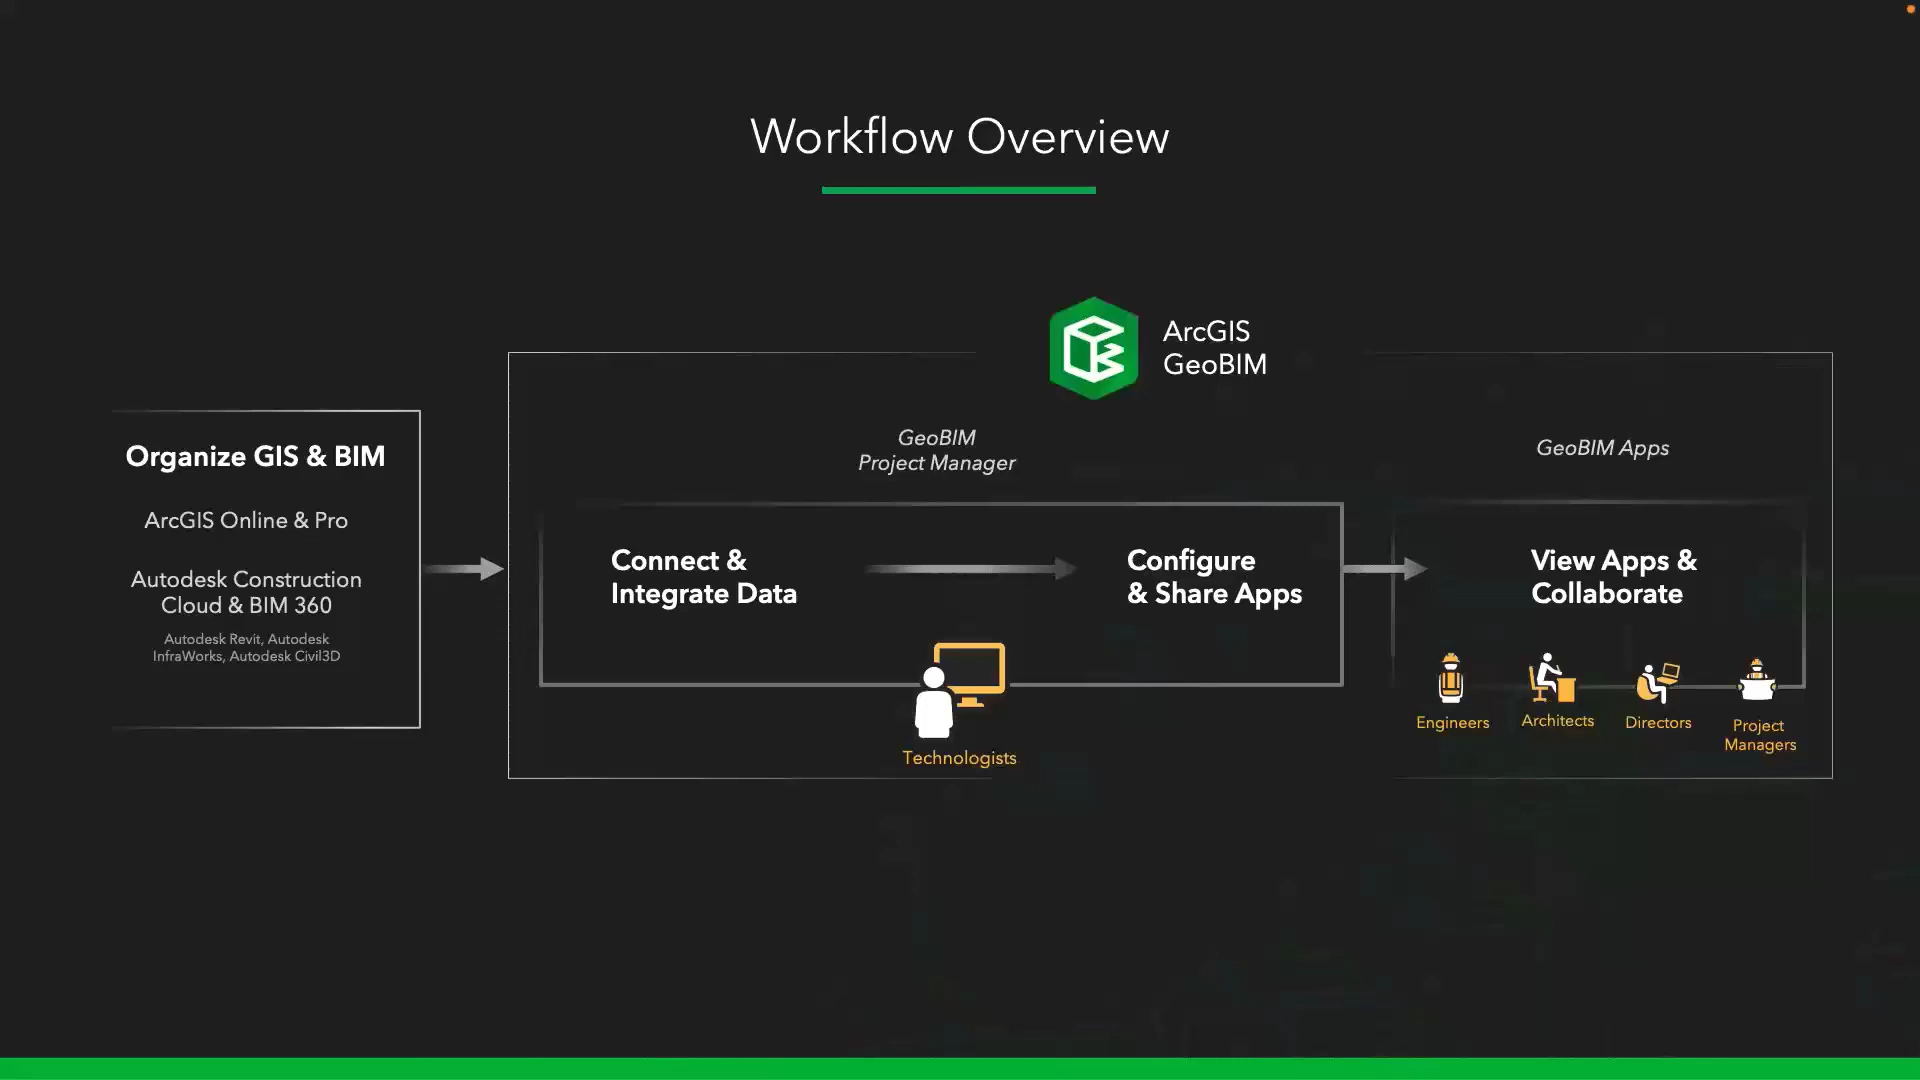 Workflow Overview
ArcGIS
GeoBIM
Organize GIS & BIM
ArcGIS Online & Pro
Autodesk Construction
Cloud & BIM 360
Autodesk Revit, Autodesk
InfraWorks, Autodesk Civil3D
GeoBIM
Project Manager
Connect &
Integrate Data
Configure
& Share Apps
Technologists
GeoBIM Apps
View Apps &
Collaborate
Engineers
Architects
Directors
Project
Managers